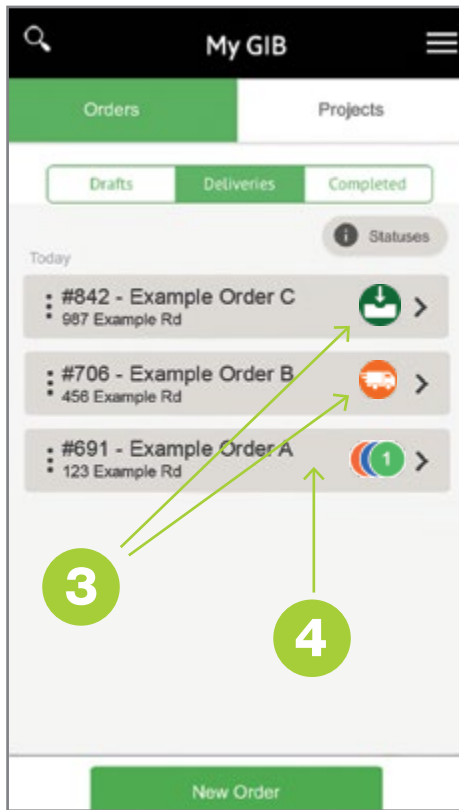 My GIB
Orders Projects
Drafts Deliveries Completed
Statuses
Today
#842 - Example Order C
987 Example Rd
#706 - Example Order B
456 Example Rd
#691 - Example Order A
123 Example Rd
1
3
4
New Order